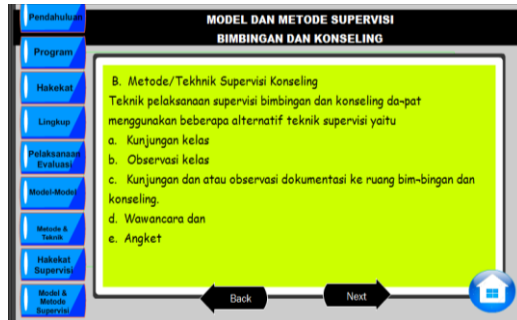 MODEL DAN METODE SUPERVISI
BIMBINGAN DAN KONSELING
Pendahuluan
Program
Hakekat
Lingkup
Pelaksanaan
Evaluasi
Model-Model
Metode &
Teknik
Hakekat
Supervisi
Model &
Metode
Supervisi
B. Metode/Tekhnik Supervisi Konseling
Teknik pelaksanaan supervisi bimbingan dan konseling da-pat
menggunakan beberapa alternatif teknik supervisi yaitu
a. Kunjungan kelas
b. Observasi kelas
c. Kunjungan dan atau observasi dokumentasi ke ruang bim-bingan dan
konseling.
d. Wawancara dan
e. Angket
Back
Next